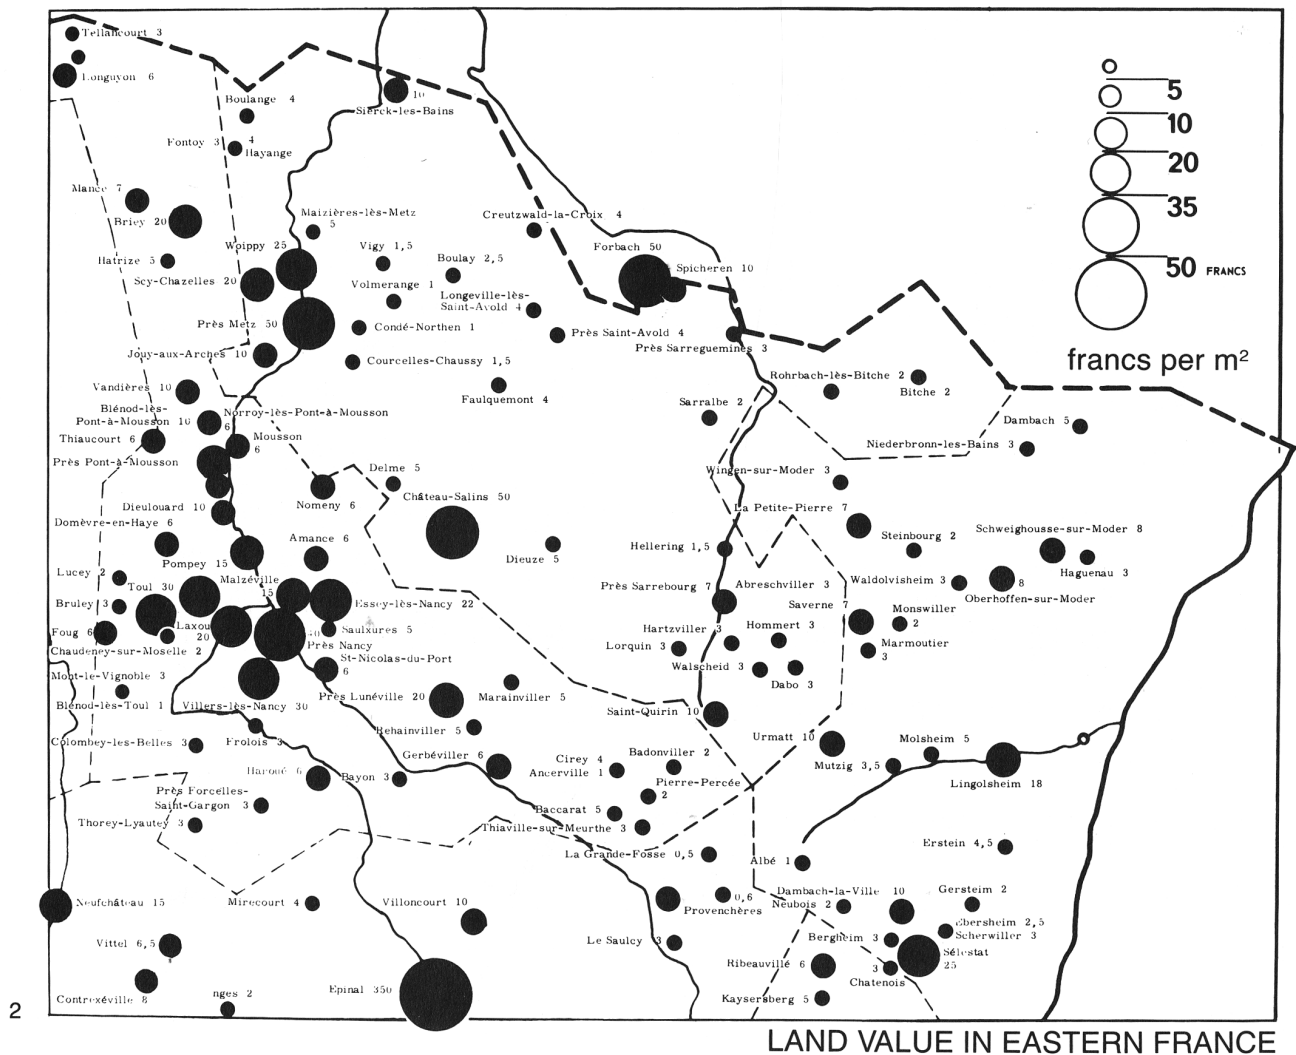 Tellancourt 3
Longuyon 6
Boulange 4
10
Sierck-les-Bains
Fontoy 3
4
Hayange
5
10
20
35
50 FRANCS
francs per m²
Mance 7
Briey 20
Maizières-lès-Metz
5
Creutzwald-la-Croix 4
Woippy 25
Vigy 1,5
Forbach 50
Hatrize 5
Boulay 2,5
Spicheren 10
Scy-Chazelles 20
Volmerange 1
Longeville-lès-
Saint-Avold 4
Près Metz 50
Condé-Northen 1
Près Saint-Avold 4
Près Sarreguemines 3
Jouy-aux-Arches 10
Courcelles-Chaussy 1,5
Vandières 10
Faulquemont 4
Rohrbach-lès-Bitche 2
Bitche 2
Sarralbe 2
Blénod-lès-
Pont-à-Mousson 10
Norroy-lès-Pont-à-Mousson
6
Dambach 5
Thiaucourt 6
Mousson
6
Niederbronn-les-Bains 3
Près Pont-à-Mousson
Delme 5
Wingen-sur-Moder 3
Nomeny 6
Château-Salins 50
Dieulouard 10
La Petite-Pierre 7
Domèvre-en-Haye 6
Amance 6
Steinbourg 2
Schweighousse-sur-Moder 8
Pompey 15
Dieuze 5
Hellering 1,5
Haguenau 3
Lucey 2
Malzéville
15
Toul 30
Près Sarrebourg 7
Abreschviller 3
Waldolvisheim 3
8
Oberhoffen-sur-Moder
Bruley 3
Essey-lès-Nancy 22
Saverne 7
Monswiller
2
Foug 6
Laxou
20
Saulxures 5
Près Nancy
Hartzviller 3
Hommert 3
Marmoutier
3
Chaudeney-sur-Moselle 2
St-Nicolas-du-Port
6
Lorquin 3
Walscheid 3
Dabo 3
Mont-le-Vignoble 3
Blénod-lès-Toul 1
Villers-lès-Nancy 30
Près Lunéville 20
Marainviller 5
Saint-Quirin 10
Colombey-les-Belles 3
Frolois 3
Rehainviller 5
Urmatt 10
Molsheim 5
Haroué 6
Bayon 3
Gerbéviller 6
Cirey 4
Ancerville 1
Badonviller 2
Mutzig 3,5
Lingolsheim 18
Près Forcelles-
Saint-Gargon 3
Pierre-Percée
2
Thorey-Lyautey 3
Baccarat 5
Thiaville-sur-Meurthe 3
La Grande-Fosse 0,5
Albé 1
Erstein 4,5
Neufchâteau 15
Mirecourt 4
Villoncourt 10
0,6
Provenchères
Dambach-la-Ville 10
Neubois 2
Gersteim 2
Ebersheim 2,5
Scherwiller 3
Vittel 6,5
Le Saulcy 3
Bergheim 3
Sélestat
25
Ribeauvillé 6
3
Chatenois
Contrexéville 8
nges 2
Epinal 350
Kaysersberg 5
2
LAND VALUE IN EASTERN FRANCE